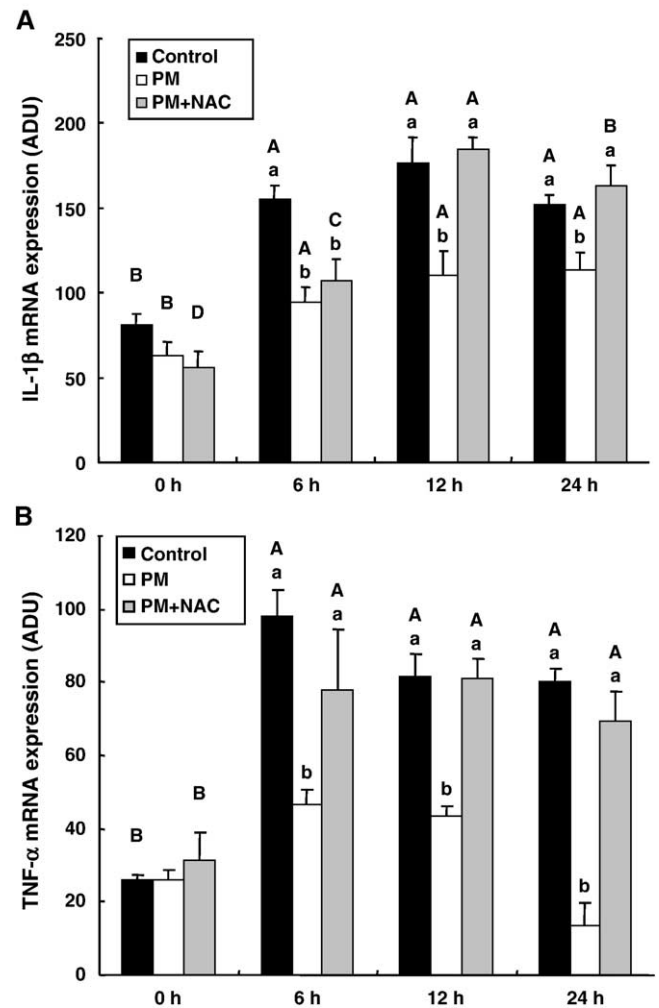 A
IL-1β mRNA expression (ADU)
250
200
150
100
50
0
Control
PM
PM+NAC
B
B
D
A
a
A
b
C
b
A
a
A
b
A
a
A
a
A
b
B
a
0 h
6 h
12 h
24 h
B
TNF-α mRNA expression (ADU)
120
100
80
60
40
20
0
Control
PM
PM+NAC
B
B
A
a
b
A
a
A
a
b
A
a
A
a
b
A
a
0 h
6 h
12 h
24 h